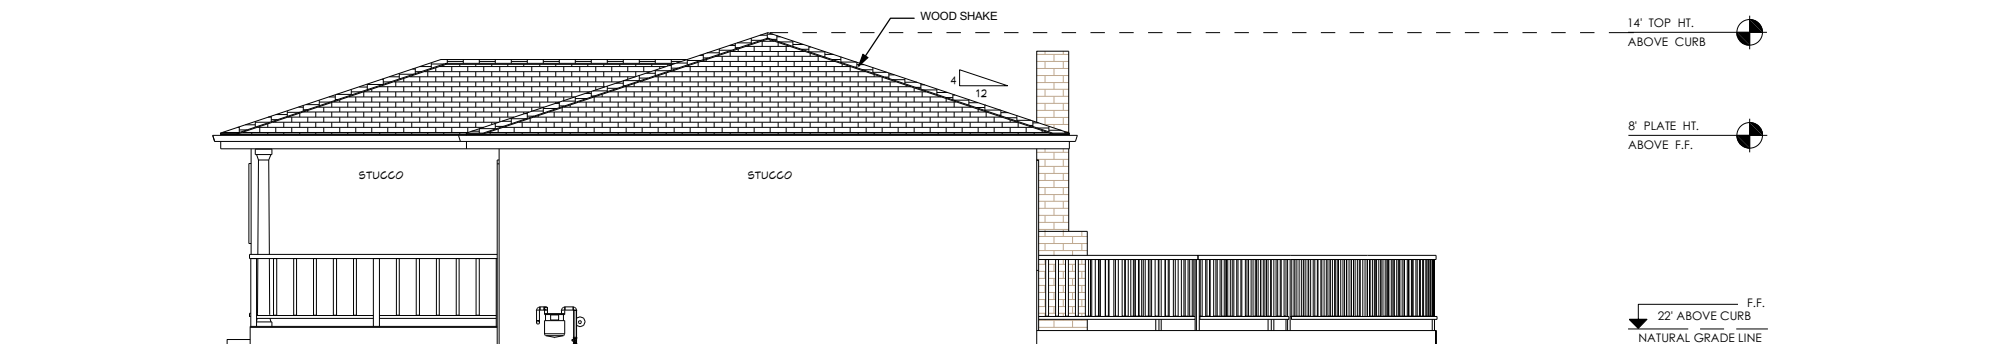 WOOD SHAKE
14' TOP HT.
ABOVE CURB
4
12
8' PLATE HT.
ABOVE F.F.
STUCCO
STUCCO
F.F.
22' ABOVE CURB
NATURAL GRADE LINE